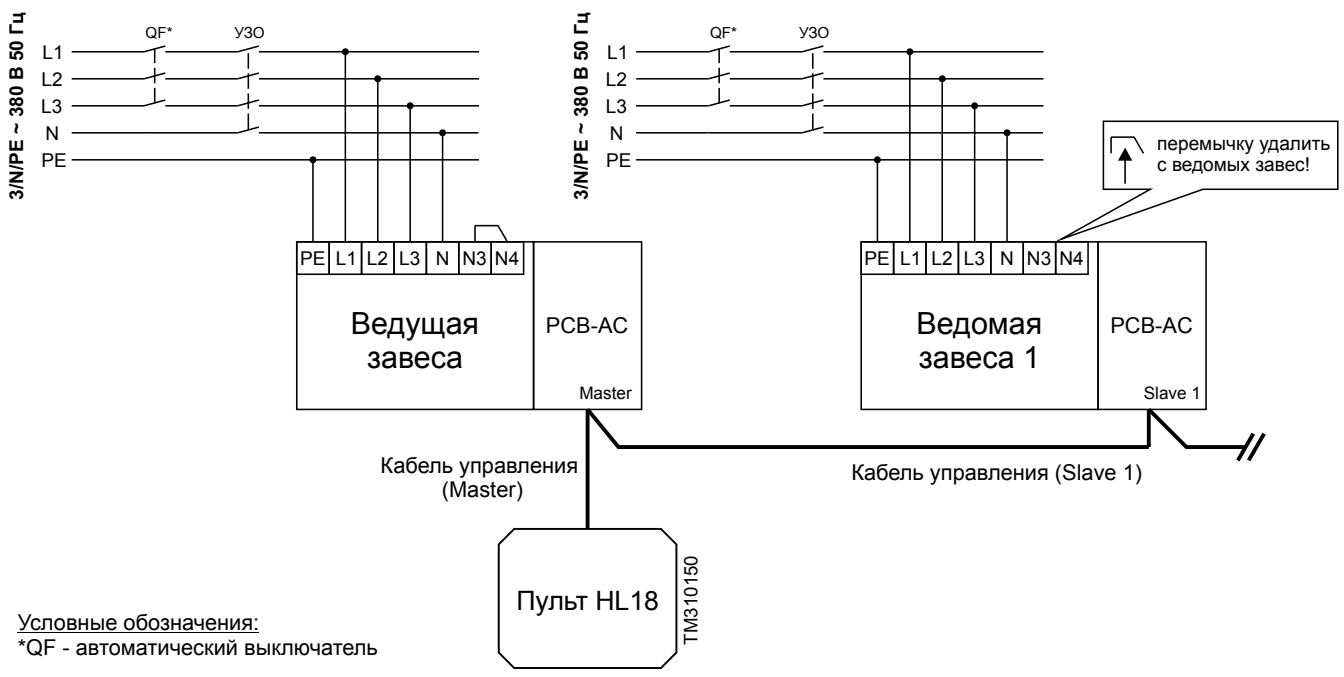 3/N/PE ~ 380 В 50 Гц
QF*
УЗО
L1
L2
L3
N
PE
3/N/PE ~ 380 В 50 Гц
QF*
УЗО
L1
L2
L3
N
PE
перемычку удалить
с ведомых завес!
PE L1 L2 L3 N N3 N4
Ведущая
завеса
PCB-AC
Master
PE L1 L2 L3 N N3 N4
Ведомая
завеса 1
PCB-AC
Slave 1
Кабель управления
(Master)
Кабель управления (Slave 1)
Пульт HL18
TM310150
Условные обозначения:
*QF - автоматический выключатель